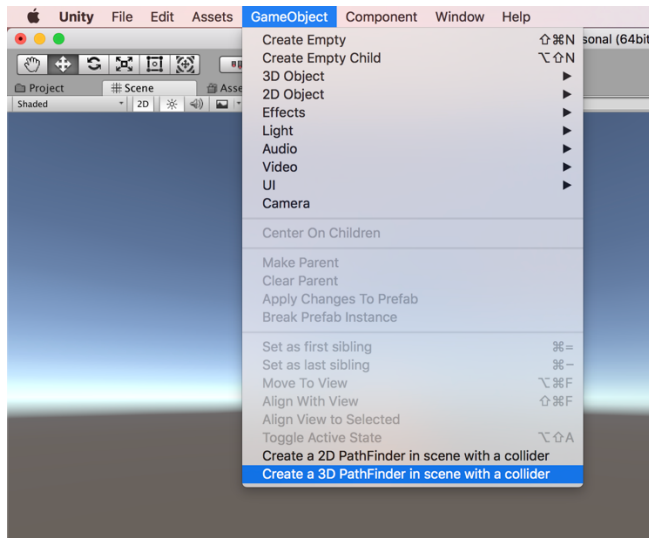 Unity File Edit Assets GameObject Component Window Help
sonal (64bit
Project Scene Asse
Shaded 2D
Create Empty ⇧⌘N
Create Empty Child ⌥⇧N
3D Object
2D Object
Effects
Light
Audio
Video
UI
Camera
Center On Children
Make Parent
Clear Parent
Apply Changes To Prefab
Break Prefab Instance
Set as first sibling ⌘=
Set as last sibling ⌘-
Move To View ⌥⌘F
Align With View ⇧⌘F
Align View to Selected
Toggle Active State ⌥⇧A
Create a 2D PathFinder in scene with a collider
Create a 3D PathFinder in scene with a collider